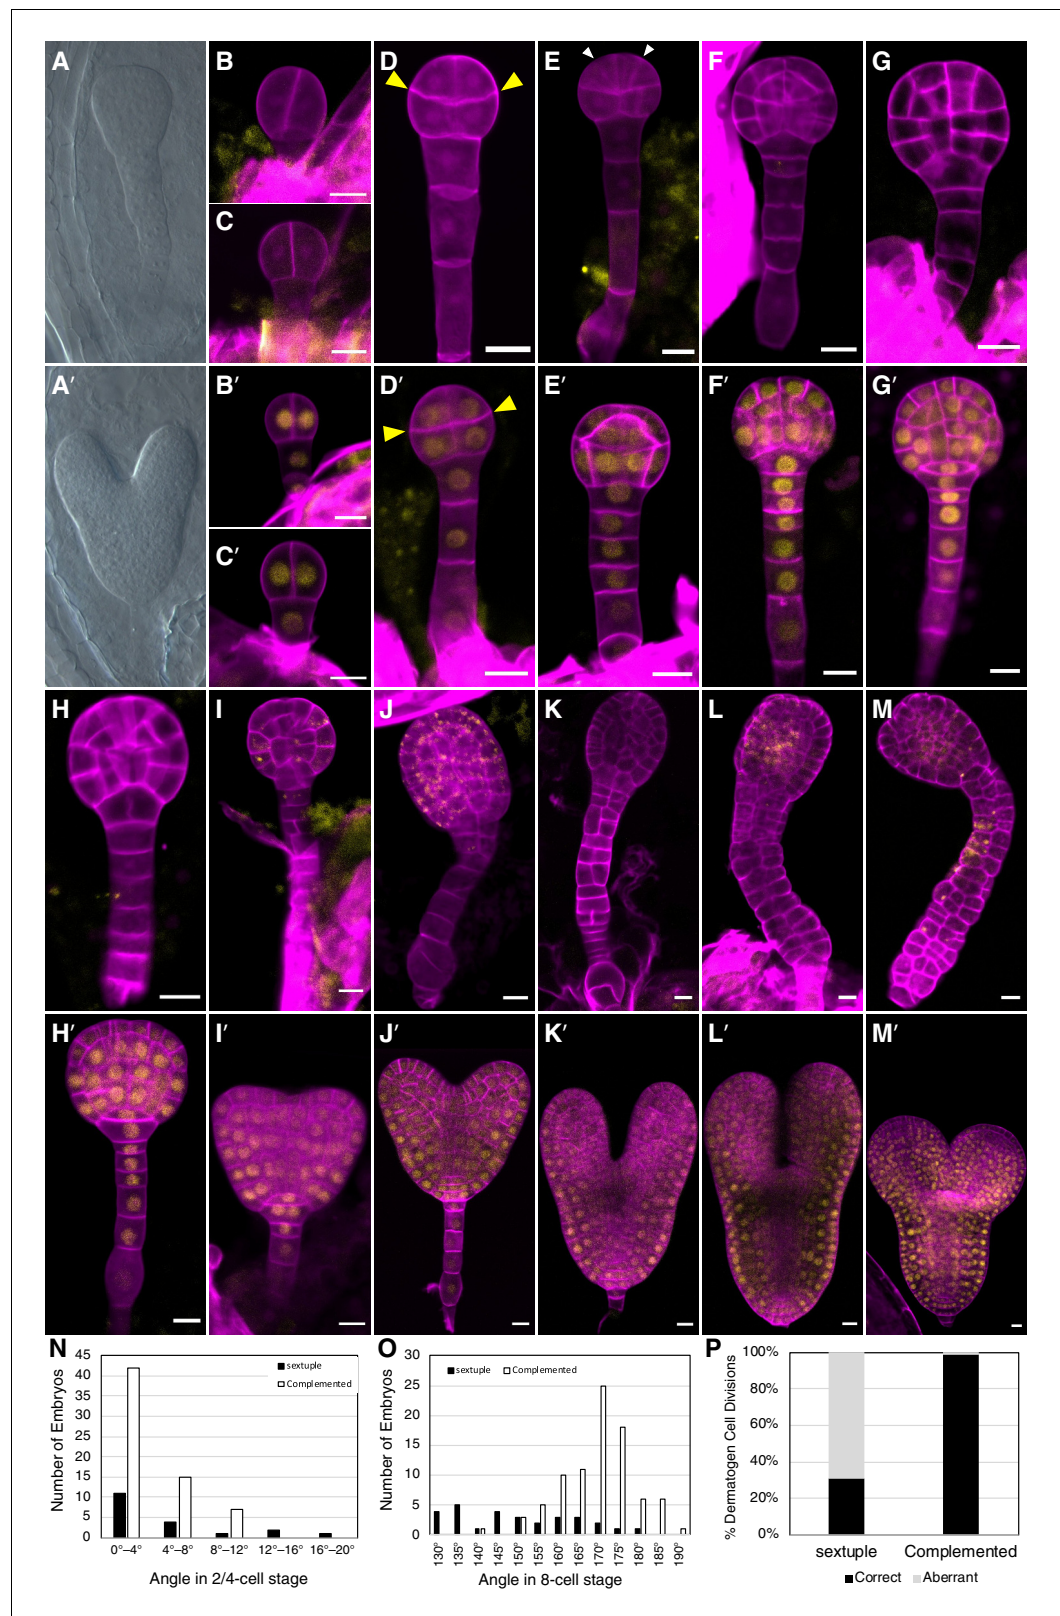 A B D E F G
C
A′ B′ D′ E′ F′ G′
C′
H I J K L M
H′ I′ J′ K′ L′ M′
N O P
45
40
35
30
25
20
15
10
5
0
Number of Embryos
sextuple
Complemented
0°–4° 4°–8° 8°–12° 12°–16° 16°–20°
Angle in 2/4-cell stage
30
25
20
15
10
5
0
Number of Embryos
sextuple Complemented
130° 135° 140° 145° 150° 155° 160° 165° 170° 175° 180° 185° 190°
Angle in 8-cell stage
100%
80%
60%
40%
20%
0%
% Dermatogen Cell Divisions
sextuple Complemented
Correct Aberrant